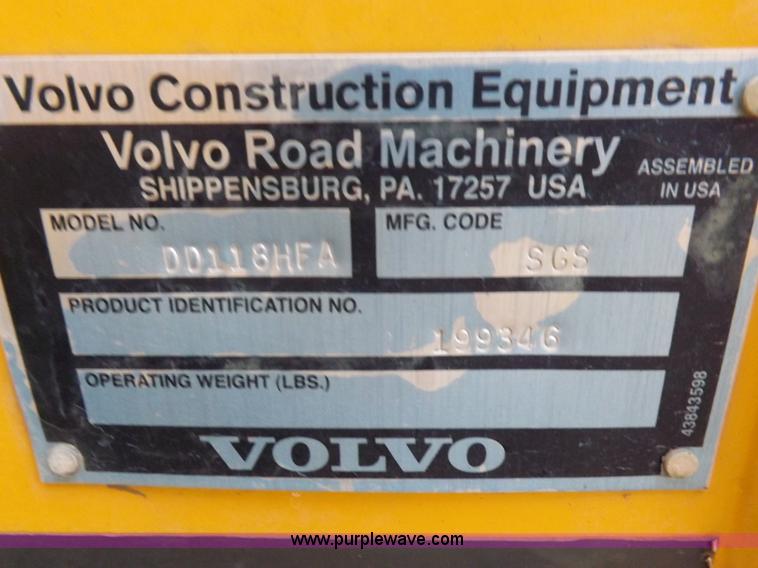 Volvo Construction Equipment
Volvo Road Machinery
SHIPPENSBURG, PA. 17257 USA
ASSEMBLED
IN USA
MODEL NO.
DD118HFA
MFG. CODE
SGS
PRODUCT IDENTIFICATION NO.
199346
OPERATING WEIGHT (LBS.)
43843598
VOLVO
www.purplewave.com